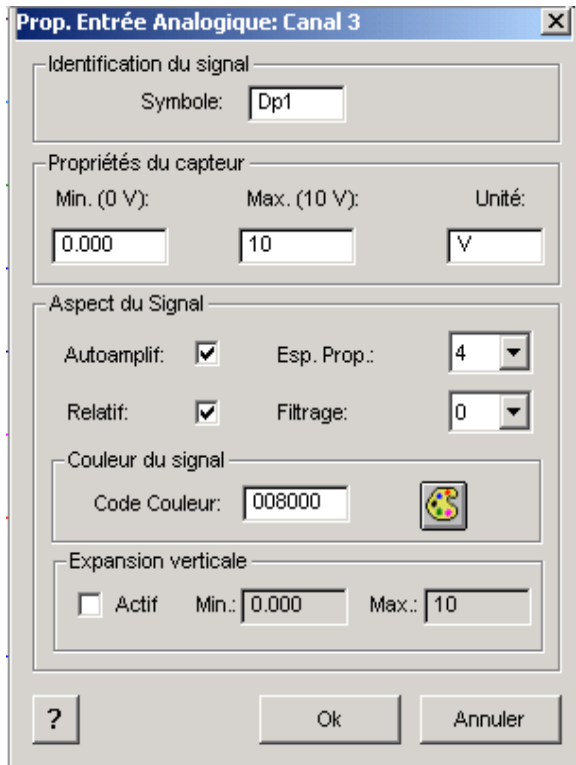 Prop. Entrée Analogique: Canal 3
Identification du signal
Symbole: Dp1
Propriétés du capteur
Min. (0 V): Max. (10 V): Unité:
0.000 10 V
Aspect du Signal
Autoamplif: Esp. Prop.: 4
Relatif: Filtrage: 0
Couleur du signal
Code Couleur: 008000
Expansion verticale
Actif Min.: 0.000 Max.: 10
? Ok Annuler